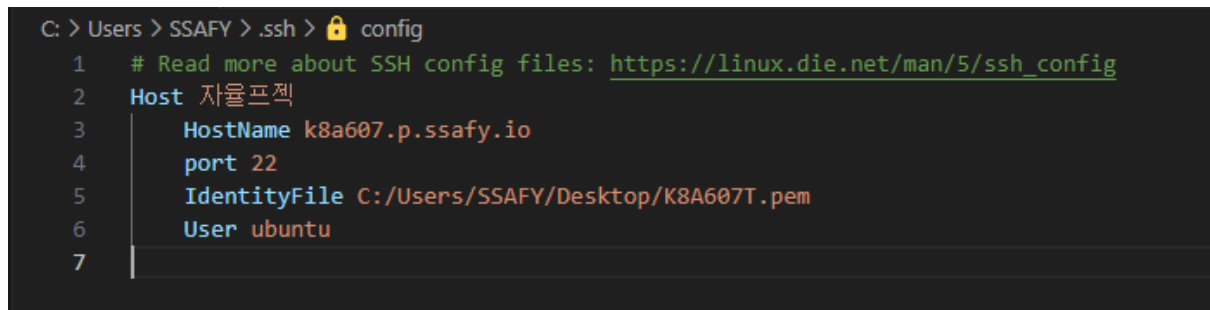 C: > Users > SSAFY > .ssh > config
1 # Read more about SSH config files: https://linux.die.net/man/5/ssh_config
2 Host 자율프젝
3 HostName k8a607.p.ssafy.io
4 port 22
5 IdentityFile C:/Users/SSAFY/Desktop/K8A607T.pem
6 User ubuntu
7